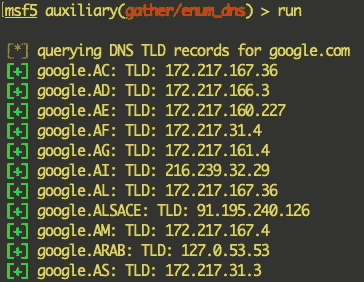 msf5 auxiliary(gather/enum_dns) > run
[*] querying DNS TLD records for google.com
[+] google.AC: TLD: 172.217.167.36
[+] google.AD: TLD: 172.217.166.3
[+] google.AE: TLD: 172.217.160.227
[+] google.AF: TLD: 172.217.31.4
[+] google.AG: TLD: 172.217.161.4
[+] google.AI: TLD: 216.239.32.29
[+] google.AL: TLD: 172.217.167.36
[+] google.ALSACE: TLD: 91.195.240.126
[+] google.AM: TLD: 172.217.167.4
[+] google.ARAB: TLD: 127.0.53.53
[+] google.AS: TLD: 172.217.31.3